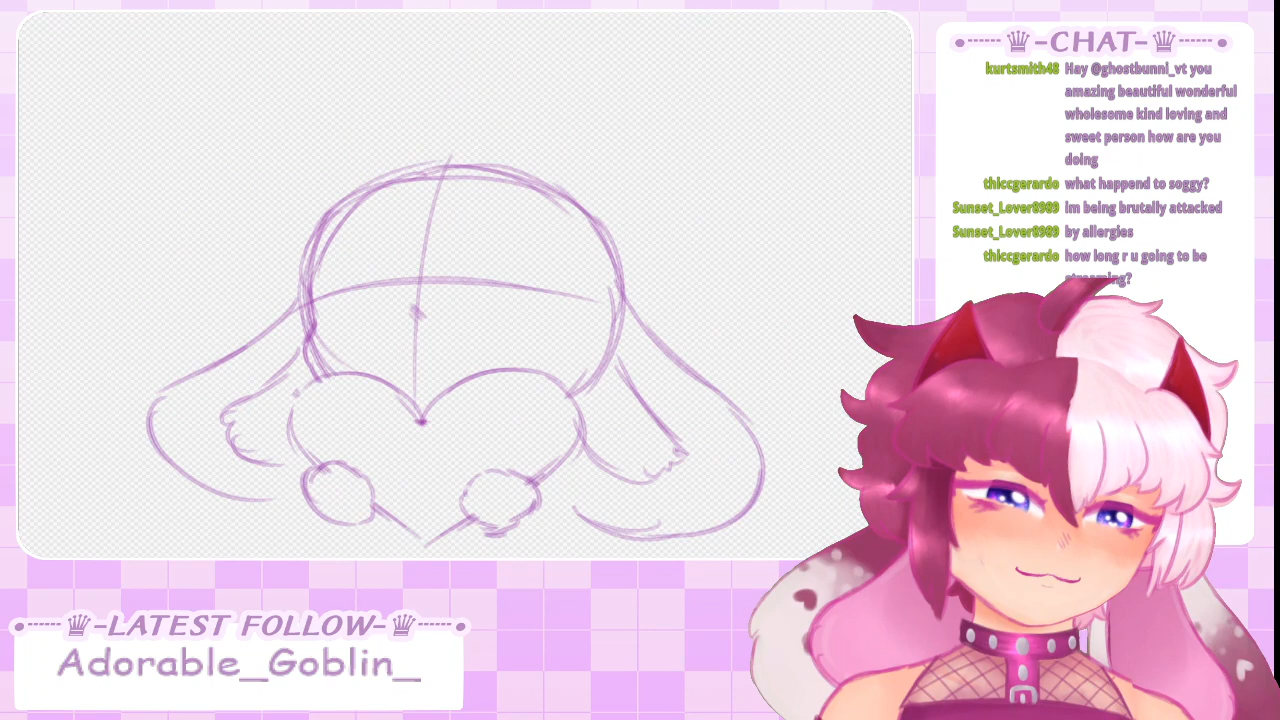 -CHAT-
kurtsmith48 Hay @ghostbunni_vt you
amazing beautiful wonderful
wholesome kind loving and
sweet person how are you
doing
thiccgerardo what happend to soggy?
Sunset_Lover8989 im being brutally attacked
Sunset_Lover8989 by allergies
thiccgerardo how long r u going to be
streaming?
-LATEST FOLLOW-
Adorable_Goblin_